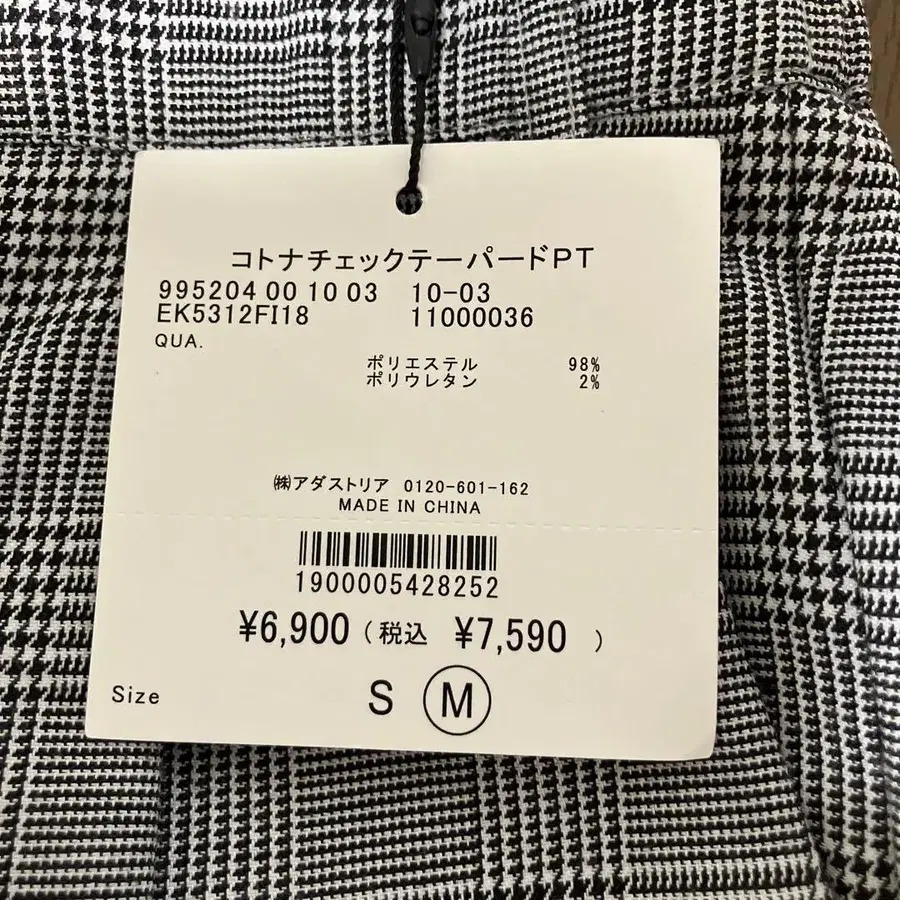 コトナチェックテーパードPT
995204 00 10 03 10-03
EK5312FI18 11000036
QUA.
ポリエステル 98%
ポリウレタン 2%
㈱アダストリア 0120-601-162
MADE IN CHINA
1900005428252
¥6,900(税込 ¥7,590)
Size S M